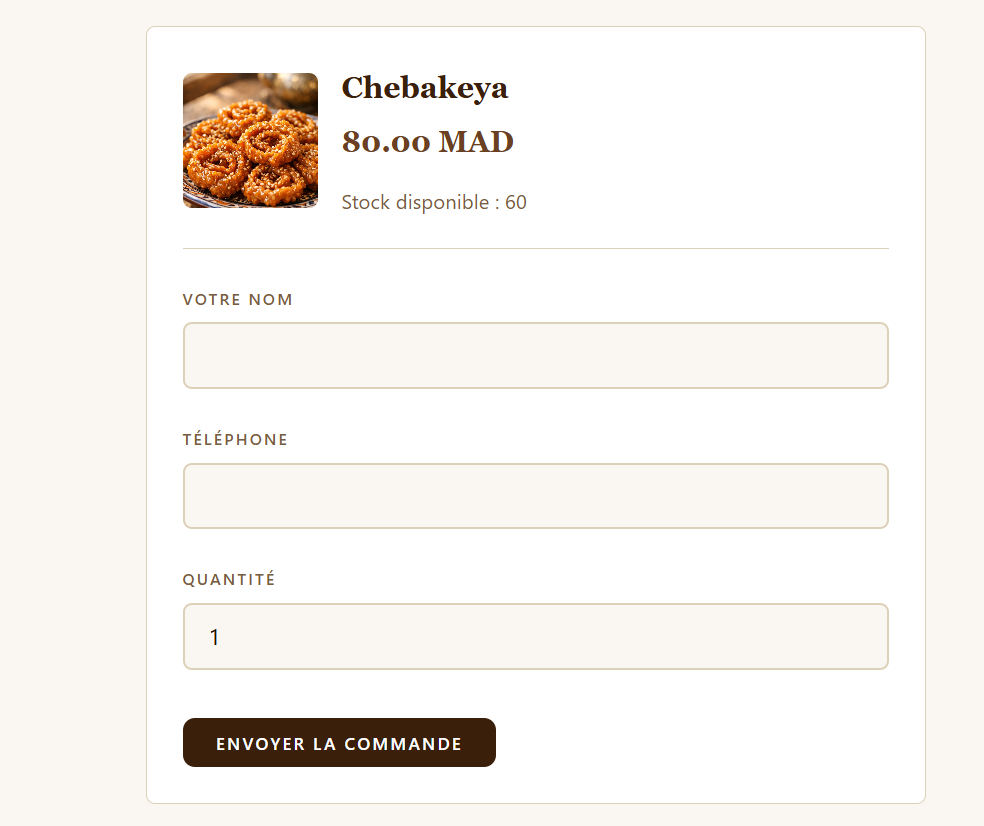 Chebakeya
80.00 MAD
Stock disponible : 60
VOTRE NOM
TÉLÉPHONE
QUANTITÉ
1
ENVOYER LA COMMANDE